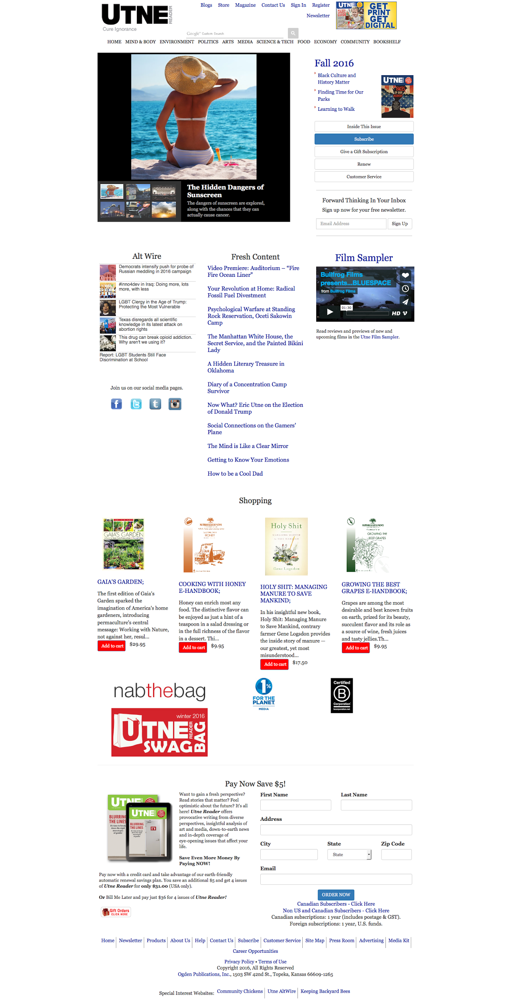 UTNE
READER
Cure Ignorance
Blogs Store Magazine Contact Us Sign In Register
Newsletter
GET
PRINT
GET
DIGITAL
Google™ Custom Search
HOME MIND & BODY ENVIRONMENT POLITICS ARTS MEDIA SCIENCE & TECH FOOD ECONOMY COMMUNITY BOOKSHELF
The Hidden Dangers of
Sunscreen
The dangers of sunscreen are explored,
along with the chances that they can
actually cause cancer.
Fall 2016
Black Culture and
History Matter
Finding Time for Our
Parks
Learning to Walk
UTNE
FACES
OF OUR
DISCONTENT
Inside This Issue
Subscribe
Give a Gift Subscription
Renew
Customer Service
Forward Thinking In Your Inbox
Sign up now for your free newsletter.
Email Address Sign Up
Alt Wire
Democrats intensify push for probe of
Russian meddling in 2016 campaign
#inno4dev in Iraq: Doing more, lots
more, with less
LGBT Clergy in the Age of Trump:
Protecting the Most Vulnerable
Texas disregards all scientific
knowledge in its latest attack on
abortion rights
This drug can break opioid addiction.
Why aren't we using it?
Report: LGBT Students Still Face
Discrimination at School
Join us on our social media pages.
Fresh Content
Video Premiere: Auditorium – “Fire
Fire Ocean Liner”
Your Revolution at Home: Radical
Fossil Fuel Divestment
Psychological Warfare at Standing
Rock Reservation, Oceti Sakowin
Camp
The Manhattan White House, the
Secret Service, and the Painted Bikini
Lady
A Hidden Literary Treasure in
Oklahoma
Diary of a Concentration Camp
Survivor
Now What? Eric Utne on the Election
of Donald Trump
Social Connections on the Gamers’
Plane
The Mind is Like a Clear Mirror
Getting to Know Your Emotions
How to be a Cool Dad
Film Sampler
Bullfrog Films
presents...BLUESPACE
from Bullfrog Films
01:30
HD
Read reviews and previews of new and
upcoming films in the Utne Film Sampler.
Shopping
GAIA'S GARDEN
GAIA'S GARDEN;
The first edition of Gaia's
Garden sparked the
imagination of America's home
gardeners, introducing
permaculture's central
message: Working with Nature,
not against her, resul...
Add to cart $29.95
MOTHER EARTH NEWS
COOKING WITH
HONEY
COOKING WITH HONEY
E-HANDBOOK;
Honey can enrich most any
food. The distinctive flavor can
be enjoyed as just a hint of a
teaspoon in a salad dressing or
in the full richness of the flavor
in a dessert. Thi...
Add to cart $9.95
Holy Shit
MANAGING MANURE
to SAVE MANKIND
Gene Logsdon
HOLY SHIT: MANAGING
MANURE TO SAVE
MANKIND;
In his insightful new book,
Holy Shit: Managing Manure
to Save Mankind, contrary
farmer Gene Logsdon provides
the inside story of manure —
our greatest, yet most
misunderstood...
Add to cart $17.50
MOTHER EARTH NEWS
GROWING THE
BEST GRAPES
GROWING THE BEST
GRAPES E-HANDBOOK;
Grapes are among the most
desirable and best known fruits
on earth, prized for its beauty,
succulent flavor and its role as
a source of wine, fresh juices
and tasty jellies.Th...
Add to cart $9.95
nabthebag
winter 2016
UTNE
READER
SWAG
BAG
1%
FOR THE
PLANET
MEDIA
Certified
B
Corporation
bcorporation.net
Pay Now Save $5!
UTNE
BLURRING
THE LINES
It's time to break
down the rigid
stereotypes
of gender
UTNE
BLURRING
THE LINES
It's time to break
down the rigid
stereotypes
of gender
Want to gain a fresh perspective?
Read stories that matter? Feel
optimistic about the future? It's all
here! Utne Reader offers
provocative writing from diverse
perspectives, insightful analysis of
art and media, down-to-earth news
and in-depth coverage of
eye-opening issues that affect your
life.
Save Even More Money By
Paying NOW!
Pay now with a credit card and take advantage of our earth-friendly
automatic renewal savings plan. You save an additional $5 and get 4 issues
of Utne Reader for only $31.00 (USA only).
Or Bill Me Later and pay just $36 for 4 issues of Utne Reader!
Gift Orders
CLICK HERE
First Name Last Name
Address
City State Zip Code
State
Email
ORDER NOW
Canadian Subscribers - Click Here
Non US and Canadian Subscribers - Click Here
Canadian subscriptions: 1 year (includes postage & GST).
Foreign subscriptions: 1 year, U.S. funds.
Home Newsletter Products About Us Help Contact Us Subscribe Customer Service Site Map Press Room Advertising Media Kit
Career Opportunities
Privacy Policy • Terms of Use
Copyright 2016, All Rights Reserved
Ogden Publications, Inc., 1503 SW 42nd St., Topeka, Kansas 66609-1265
Special Interest Websites: Community Chickens Utne AltWire Keeping Backyard Bees